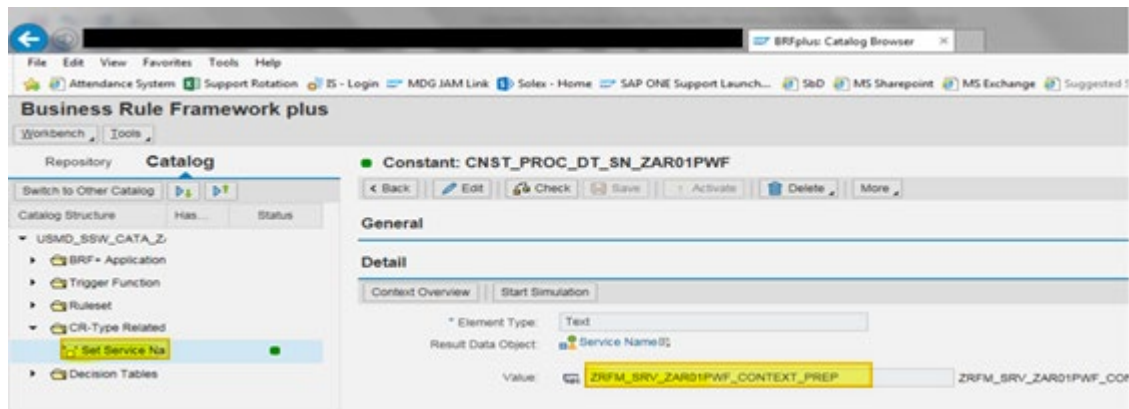 BRFplus: Catalog Browser
File Edit View Favorites Tools Help
Attendance System Support Rotation IS - Login MDG JAM Link Solex - Home SAP ONE Support Launch... SbD MS Sharepoint MS Exchange Suggested
Business Rule Framework plus
Workbench Tools
Repository Catalog
Constant: CNST_PROC_DT_SN_ZAR01PWF
Switch to Other Catalog
Back Edit Check Save Activate Delete More
Catalog Structure Has... Status
General
USMD_SSW_CATA_Z
BRF+ Application
Detail
Trigger Function
Context Overview Start Simulation
Ruleset
* Element Type: Text
CR-Type Related
Result Data Object: Service Name
Set Service Na
Decision Tables
Value: ZRFM_SRV_ZAR01PWF_CONTEXT_PREP ZRFM_SRV_ZAR01PWF_CON